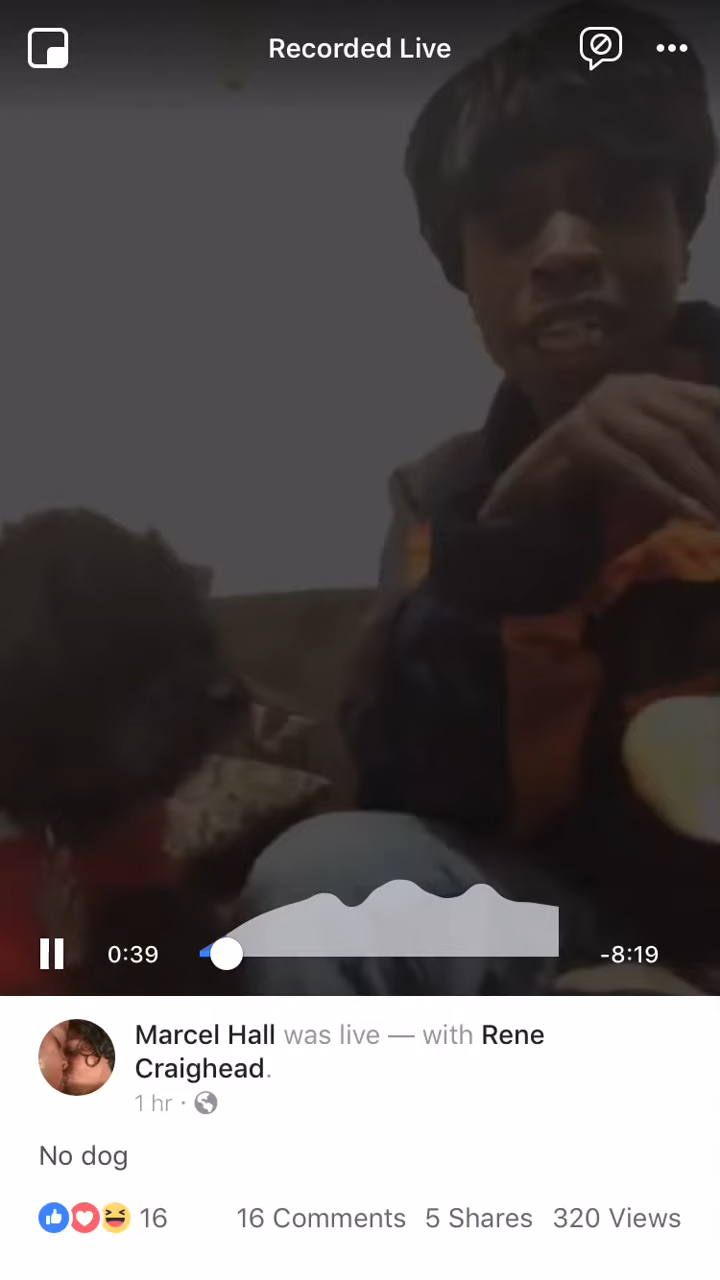 Recorded Live
0:39
-8:19
Marcel Hall was live — with Rene
Craighead.
1 hr ·
No dog
16
16 Comments 5 Shares 320 Views